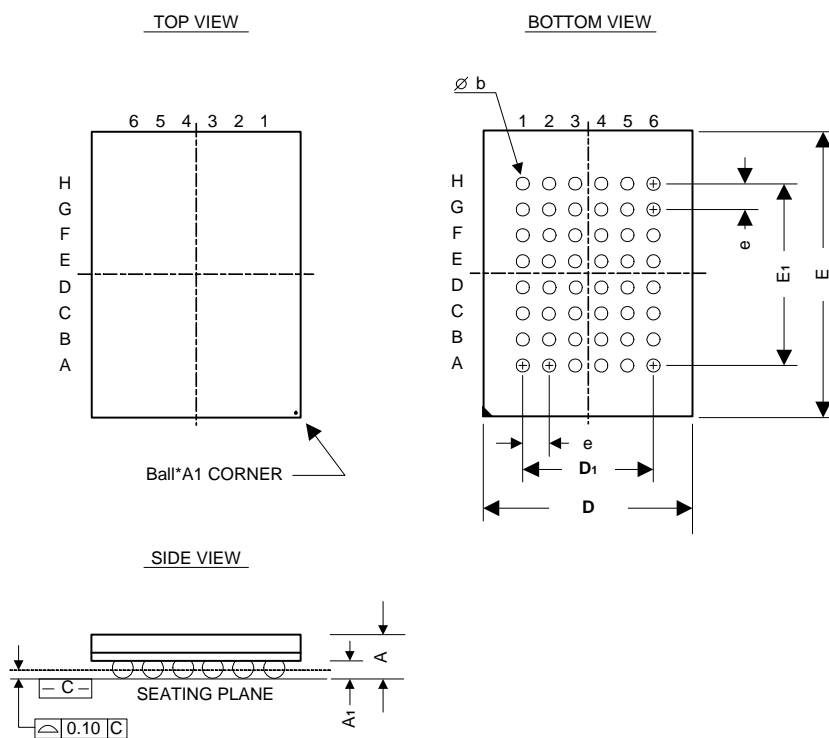 TOP VIEW
BOTTOM VIEW
Ø b
6 5 4 3 2 1
1 2 3 4 5 6
H
G
F
E
D
C
B
A
H
G
F
E
D
C
B
A
e
E1
E
Ball*A1 CORNER
e
D1
D
SIDE VIEW
A
– C –
SEATING PLANE
A1
⌓ 0.10 C